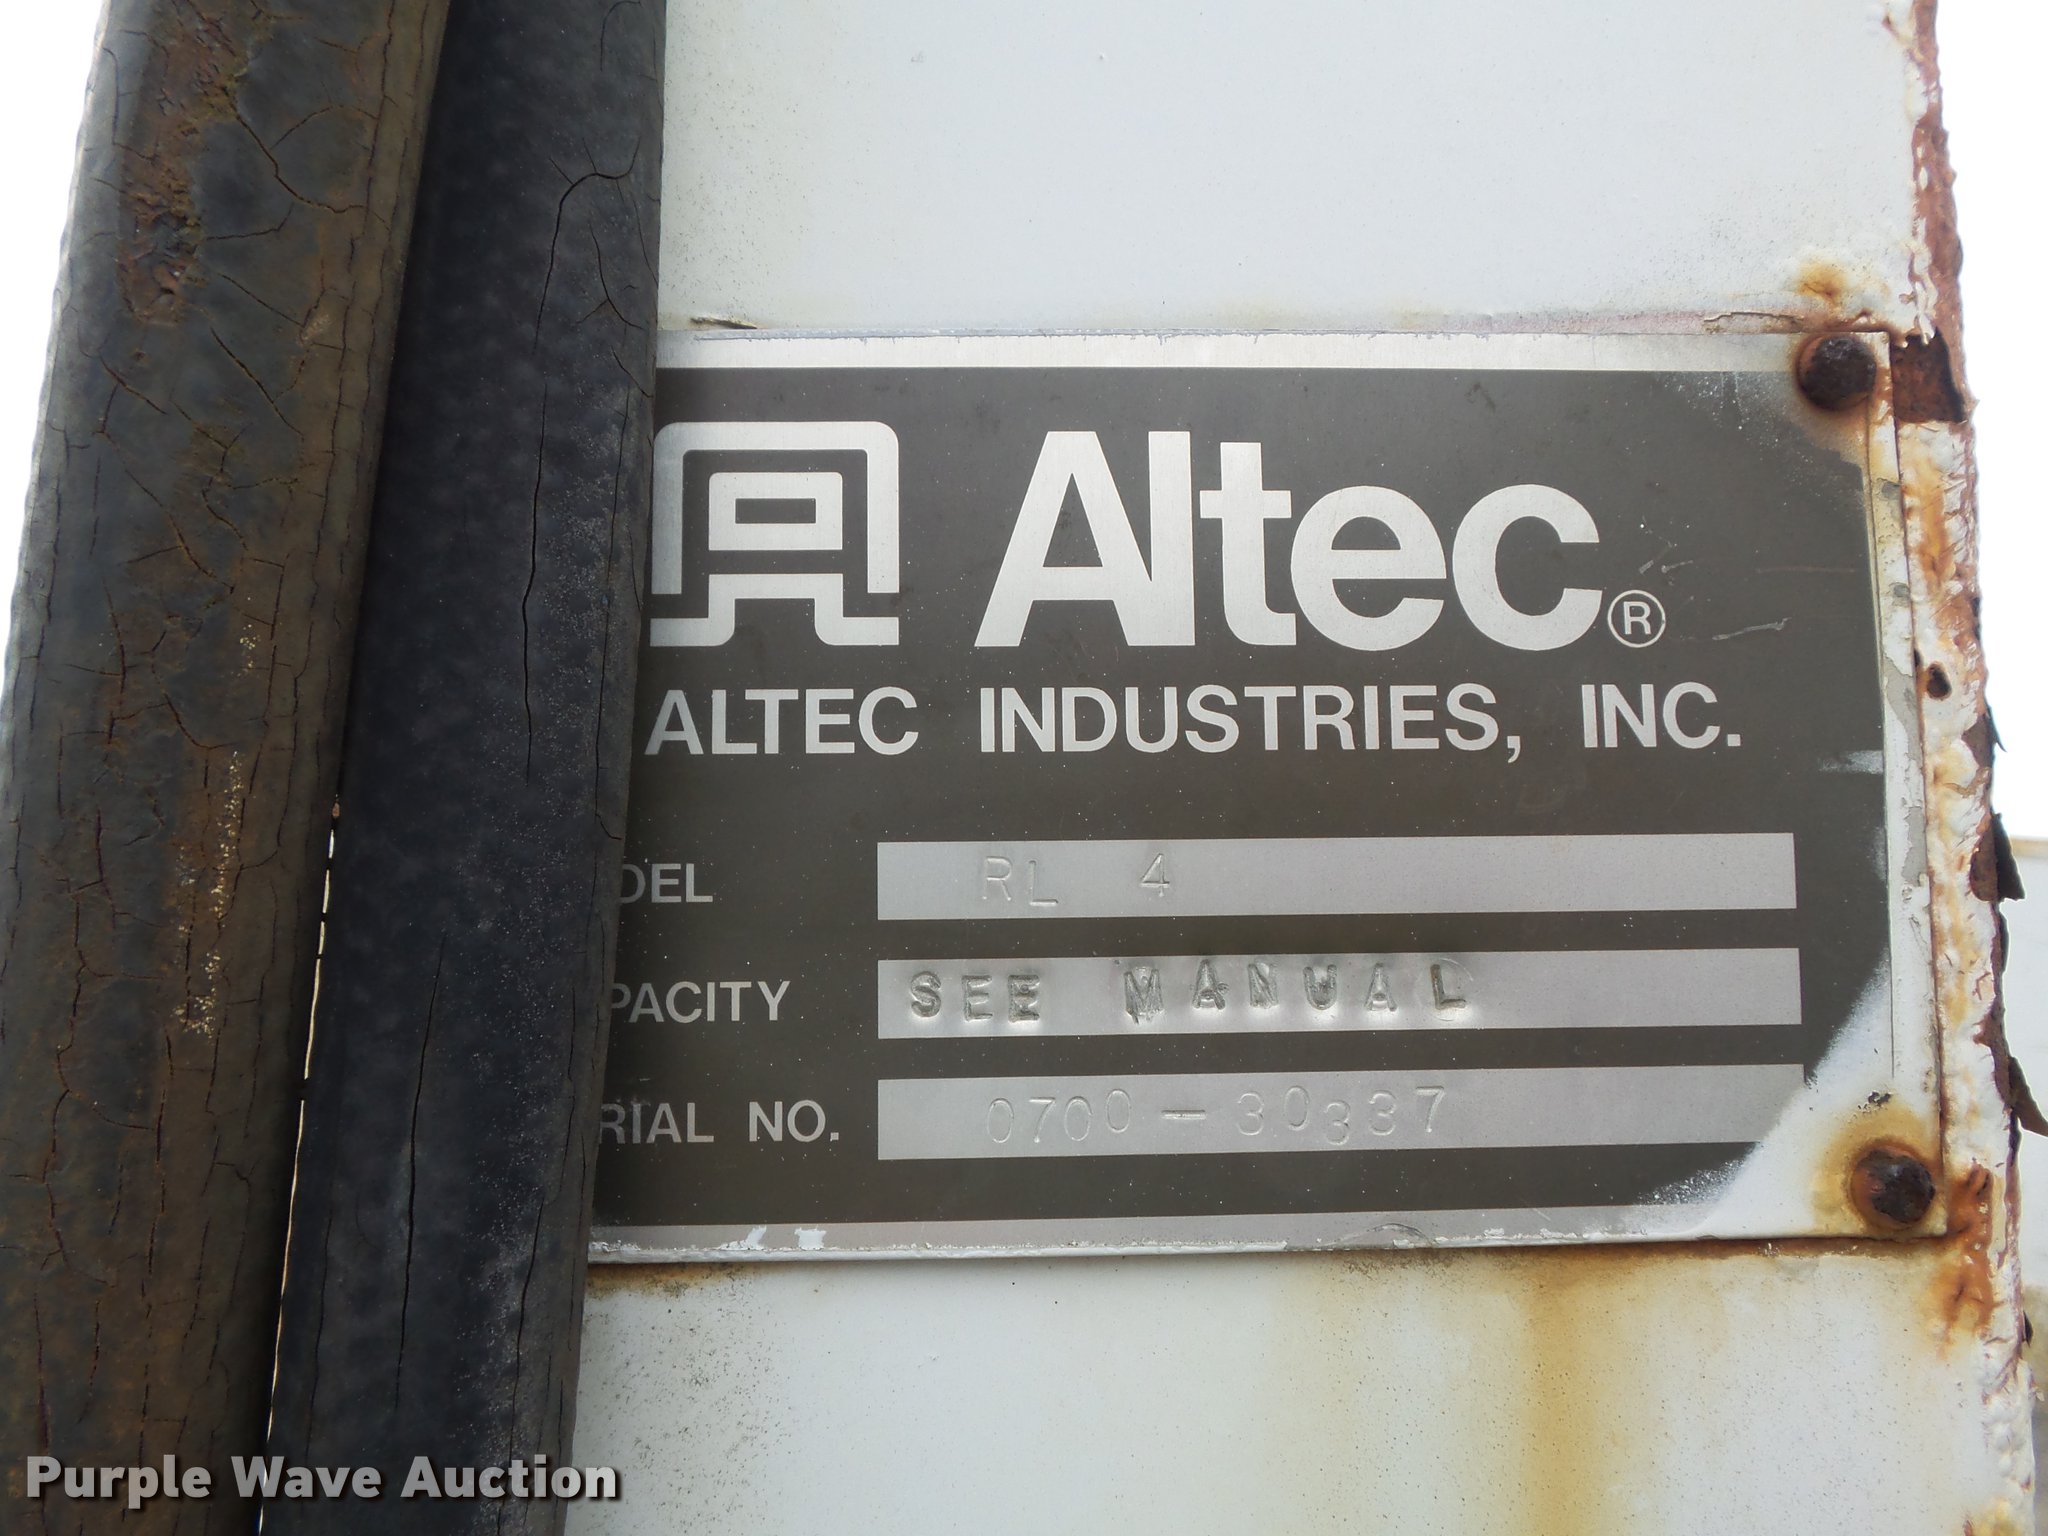 Altec®
ALTEC INDUSTRIES, INC.
DEL RL 4
PACITY SEE MANUAL
RIAL NO. 0700-30337
Purple Wave Auction